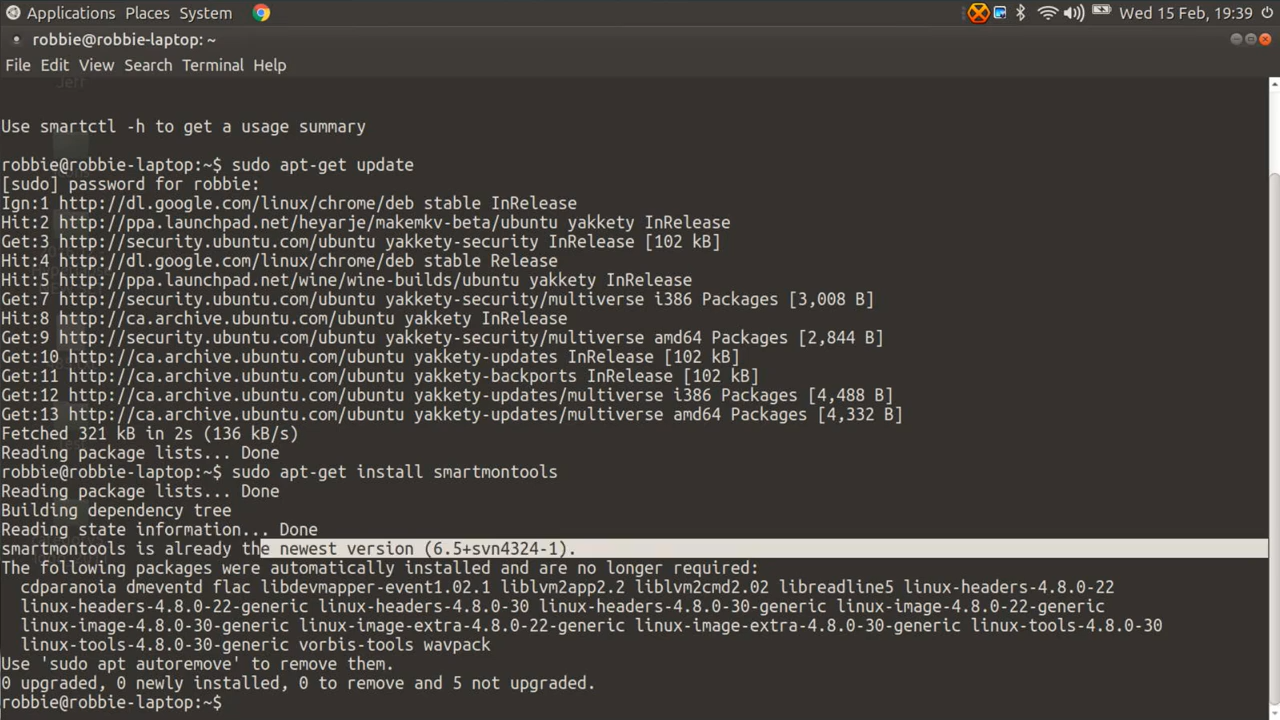 Applications Places System Wed 15 Feb, 19:39
robbie@robbie-laptop: ~
File Edit View Search Terminal Help
Use smartctl -h to get a usage summary
robbie@robbie-laptop:~$ sudo apt-get update
[sudo] password for robbie:
Ign:1 http://dl.google.com/linux/chrome/deb stable InRelease
Hit:2 http://ppa.launchpad.net/heyarje/makemkv-beta/ubuntu yakkety InRelease
Get:3 http://security.ubuntu.com/ubuntu yakkety-security InRelease [102 kB]
Hit:4 http://dl.google.com/linux/chrome/deb stable Release
Hit:5 http://ppa.launchpad.net/wine/wine-builds/ubuntu yakkety InRelease
Get:7 http://security.ubuntu.com/ubuntu yakkety-security/multiverse i386 Packages [3,008 B]
Hit:8 http://ca.archive.ubuntu.com/ubuntu yakkety InRelease
Get:9 http://security.ubuntu.com/ubuntu yakkety-security/multiverse amd64 Packages [2,844 B]
Get:10 http://ca.archive.ubuntu.com/ubuntu yakkety-updates InRelease [102 kB]
Get:11 http://ca.archive.ubuntu.com/ubuntu yakkety-backports InRelease [102 kB]
Get:12 http://ca.archive.ubuntu.com/ubuntu yakkety-updates/multiverse i386 Packages [4,488 B]
Get:13 http://ca.archive.ubuntu.com/ubuntu yakkety-updates/multiverse amd64 Packages [4,332 B]
Fetched 321 kB in 2s (136 kB/s)
Reading package lists... Done
robbie@robbie-laptop:~$ sudo apt-get install smartmontools
Reading package lists... Done
Building dependency tree
Reading state information... Done
smartmontools is already the newest version (6.5+svn4324-1).
The following packages were automatically installed and are no longer required:
cdparanoia dmeventd flac libdevmapper-event1.02.1 liblvm2app2.2 liblvm2cmd2.02 libreadline5 linux-headers-4.8.0-22
linux-headers-4.8.0-22-generic linux-headers-4.8.0-30 linux-headers-4.8.0-30-generic linux-image-4.8.0-22-generic
linux-image-4.8.0-30-generic linux-image-extra-4.8.0-22-generic linux-image-extra-4.8.0-30-generic linux-tools-4.8.0-30
linux-tools-4.8.0-30-generic vorbis-tools wavpack
Use 'sudo apt autoremove' to remove them.
0 upgraded, 0 newly installed, 0 to remove and 5 not upgraded.
robbie@robbie-laptop:~$